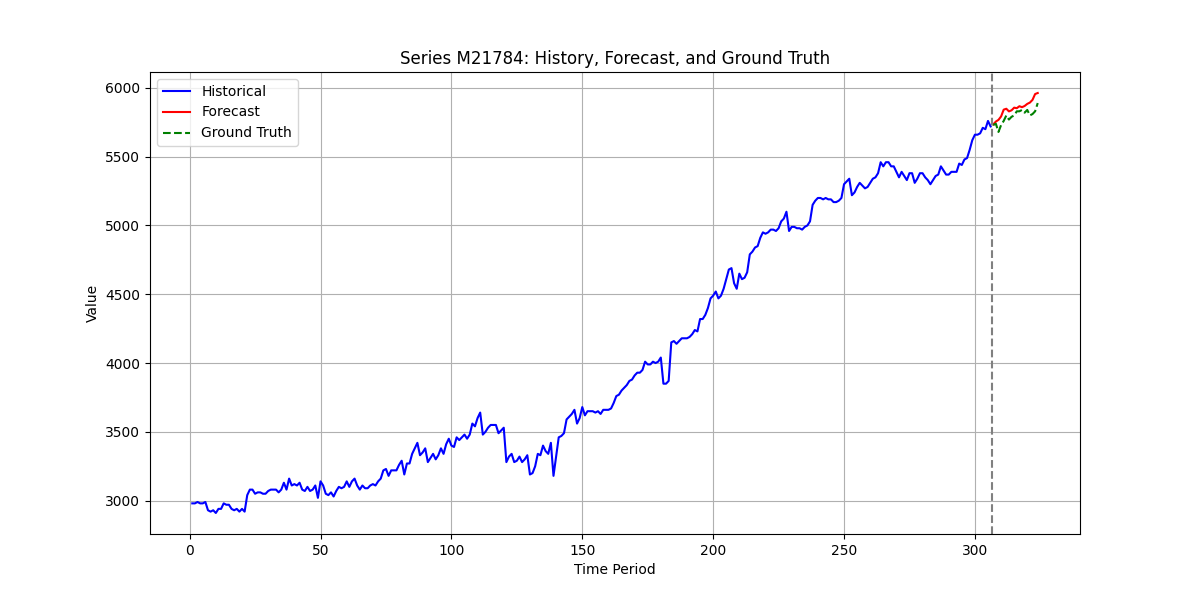 Series M21784: History, Forecast, and Ground Truth
Historical
Forecast
Ground Truth
6000
5500
5000
4500
4000
3500
3000
Value
0 50 100 150 200 250 300
Time Period